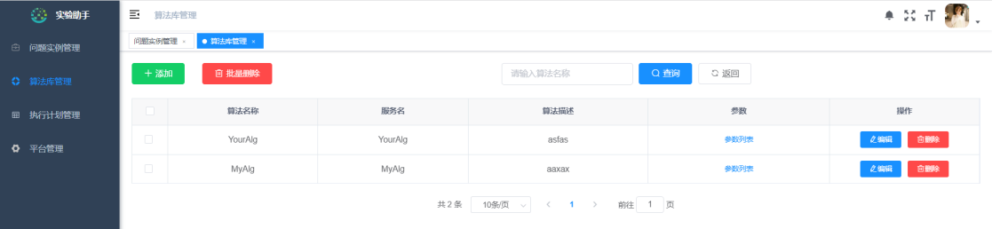 实验助手
算法库管理
问题实例管理 ×
算法库管理 ×
问题实例管理
算法库管理
执行计划管理
平台管理
+ 添加
批量删除
请输入算法名称
查询
返回
算法名称 服务名 算法描述 参数 操作
YourAlg YourAlg asfas 参数列表 编辑 删除
MyAlg MyAlg aaxax 参数列表 编辑 删除
共 2 条 10条/页 < 1 > 前往 1 页